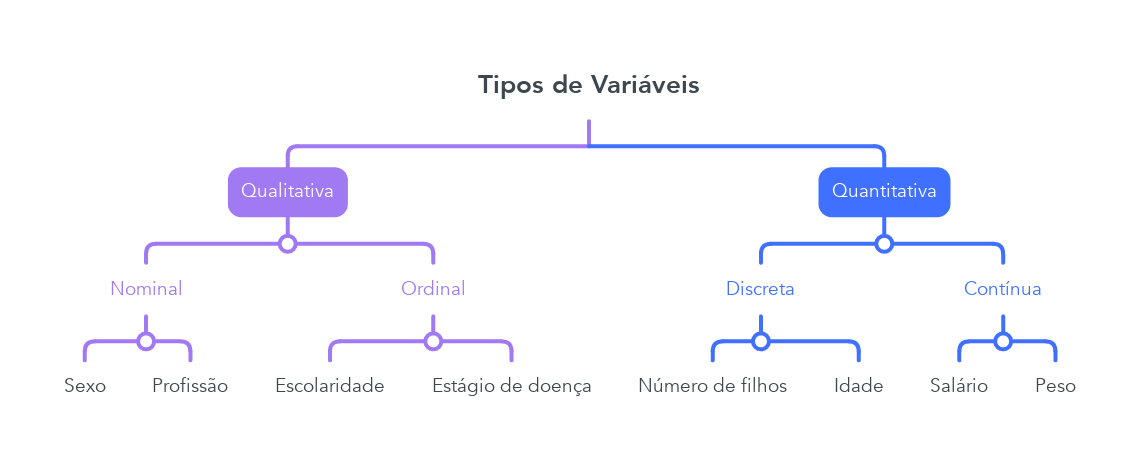 Tipos de Variáveis
Qualitativa
Quantitativa
Nominal
Ordinal
Discreta
Contínua
Sexo
Profissão
Escolaridade
Estágio de doença
Número de filhos
Idade
Salário
Peso